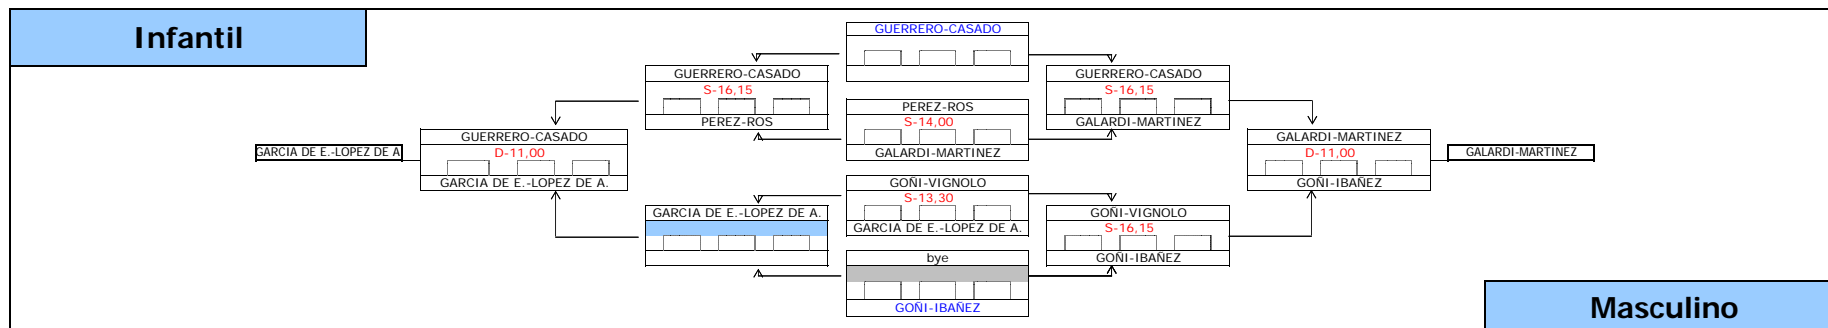 Infantil
GUERRERO-CASADO
GUERRERO-CASADO
S-16,15
PEREZ-ROS
GUERRERO-CASADO
S-16,15
GALARDI-MARTINEZ
PEREZ-ROS
S-14,00
GALARDI-MARTINEZ
GUERRERO-CASADO
D-11,00
GARCIA DE E.-LOPEZ DE A.
GARCIA DE E.-LOPEZ DE A
GALARDI-MARTINEZ
D-11,00
GOÑI-IBAÑEZ
GALARDI-MARTINEZ
GOÑI-VIGNOLO
S-13,30
GARCIA DE E.-LOPEZ DE A.
GARCIA DE E.-LOPEZ DE A.
GOÑI-VIGNOLO
S-16,15
GOÑI-IBAÑEZ
bye
GOÑI-IBAÑEZ
Masculino